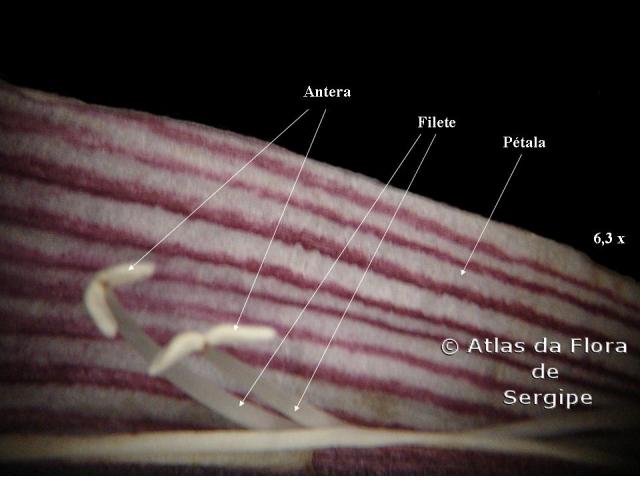 Antera
Filete
Pétala
6,3 x
© Atlas da Flora
de
Sergipe